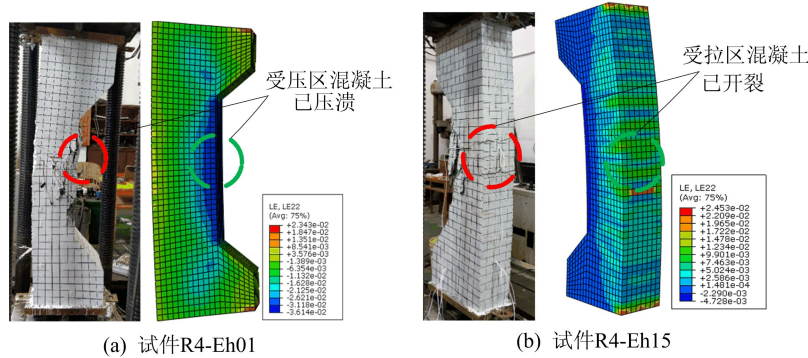 受压区混凝土
已压溃
LE, LE22
(Avg: 75%)
+2.343e-02
+1.847e-02
+1.351e-02
+8.541e-03
+3.576e-03
-1.389e-03
-6.354e-03
-1.132e-02
-1.628e-02
-2.125e-02
-2.621e-02
-3.118e-02
-3.614e-02
(a) 试件R4-Eh01
受拉区混凝土
已开裂
LE, LE22
(Avg: 75%)
+2.453e-02
+2.209e-02
+1.965e-02
+1.722e-02
+1.478e-02
+1.234e-02
+9.901e-03
+7.463e-03
+5.024e-03
+2.586e-03
+1.481e-04
-2.290e-03
-4.728e-03
(b) 试件R4-Eh15